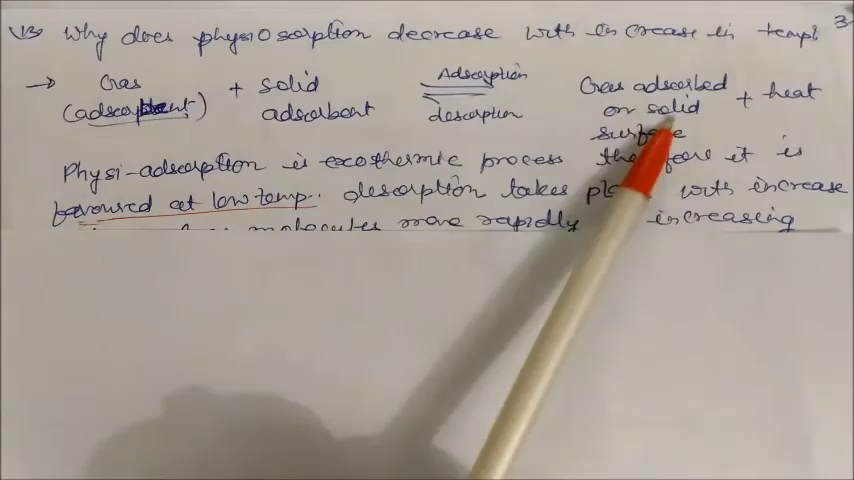 Why does physiosorption decrease with increase in temp? 3
→ Gas + solid Adsorption Gas adsorbed + heat
(adsorbent) adsorbent desorption on solid
surface
Physi-adsorption is exothermic process therefore it is
favoured at low temp.. desorption takes place with increase
molecules move rapidly increasing